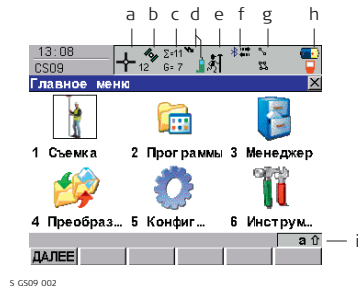 a b c d e f g h
13:08
CS09
12
Σ=11
G= 7
Главное меню
1 Съемка 2 Программы 3 Менеджер
4 Преобраз... 5 Конфиг... 6 Инструм..
a ⇧ i
ДАЛЕЕ
S GS09 002